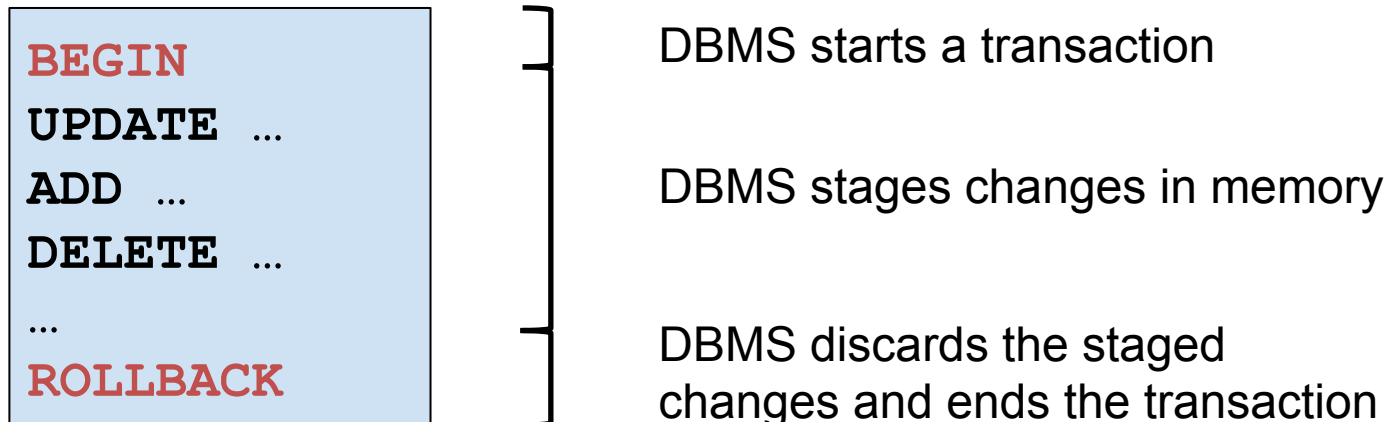 BEGIN
UPDATE …
ADD …
DELETE …
…
ROLLBACK
DBMS starts a transaction
DBMS stages changes in memory
DBMS discards the staged
changes and ends the transaction